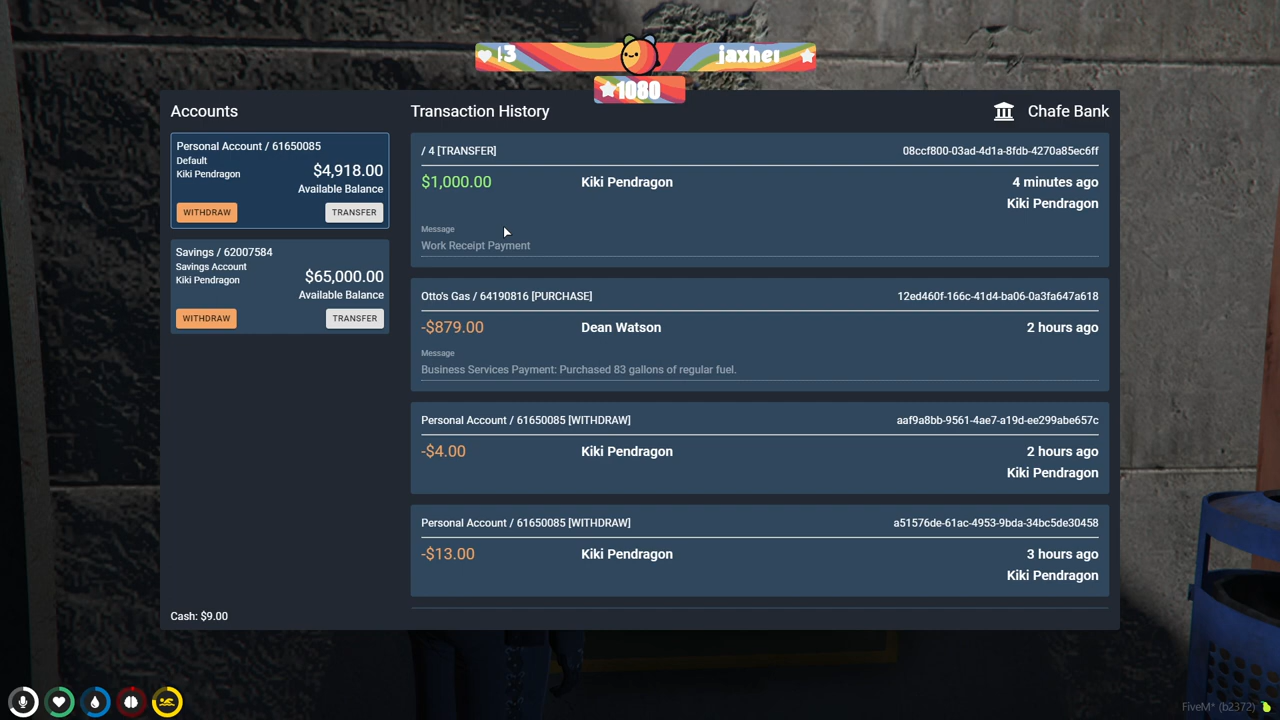 jaxhei
1080
Accounts
Personal Account / 61650085
Default
Kiki Pendragon
$4,918.00
Available Balance
WITHDRAW
TRANSFER
Savings / 62007584
Savings Account
Kiki Pendragon
$65,000.00
Available Balance
WITHDRAW
TRANSFER
Cash: $9.00
Transaction History
Chafe Bank
/ 4 [TRANSFER]
08ccf800-03ad-4d1a-8fdb-4270a85ec6ff
$1,000.00
Kiki Pendragon
4 minutes ago
Kiki Pendragon
Message
Work Receipt Payment
Otto's Gas / 64190816 [PURCHASE]
12ed460f-166c-41d4-ba06-0a3fa647a618
-$879.00
Dean Watson
2 hours ago
Message
Business Services Payment: Purchased 83 gallons of regular fuel.
Personal Account / 61650085 [WITHDRAW]
aaf9a8bb-9561-4ae7-a19d-ee299abe657c
-$4.00
Kiki Pendragon
2 hours ago
Kiki Pendragon
Personal Account / 61650085 [WITHDRAW]
a51576de-61ac-4953-9bda-34bc5de30458
-$13.00
Kiki Pendragon
3 hours ago
Kiki Pendragon
FiveM* (b2372)